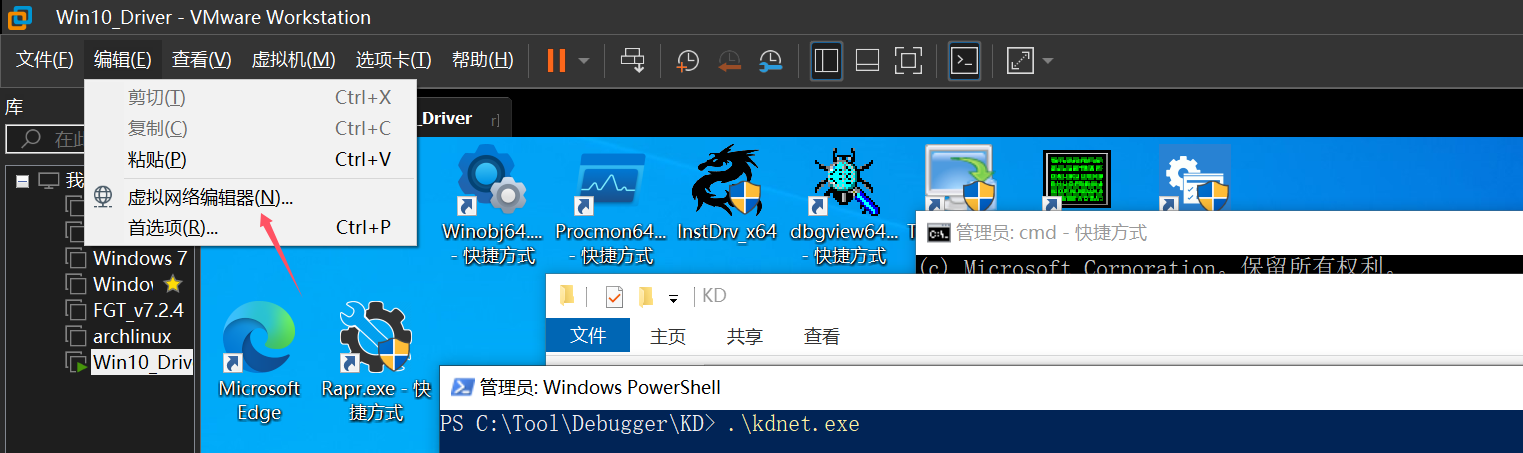 Win10_Driver - VMware Workstation
文件(F) 编辑(E) 查看(V) 虚拟机(M) 选项卡(T) 帮助(H)
库
剪切(T) Ctrl+X
复制(C) Ctrl+C
粘贴(P) Ctrl+V
虚拟网络编辑器(N)...
首选项(R)... Ctrl+P
_Driver
在此
我
Windows 7
Window
FGT_v7.2.4
archlinux
Win10_Driv
Winobj64....
- 快捷方式
Procmon64...
- 快捷方式
InstDrv_x64
dbgview64...
- 快捷方式
T
管理员: cmd - 快捷方式
(c) Microsoft Corporation。保留所有权利。
KD
文件 主页 共享 查看
Microsoft
Edge
Rapr.exe - 快
捷方式
管理员: Windows PowerShell
PS C:\Tool\Debugger\KD> .\kdnet.exe